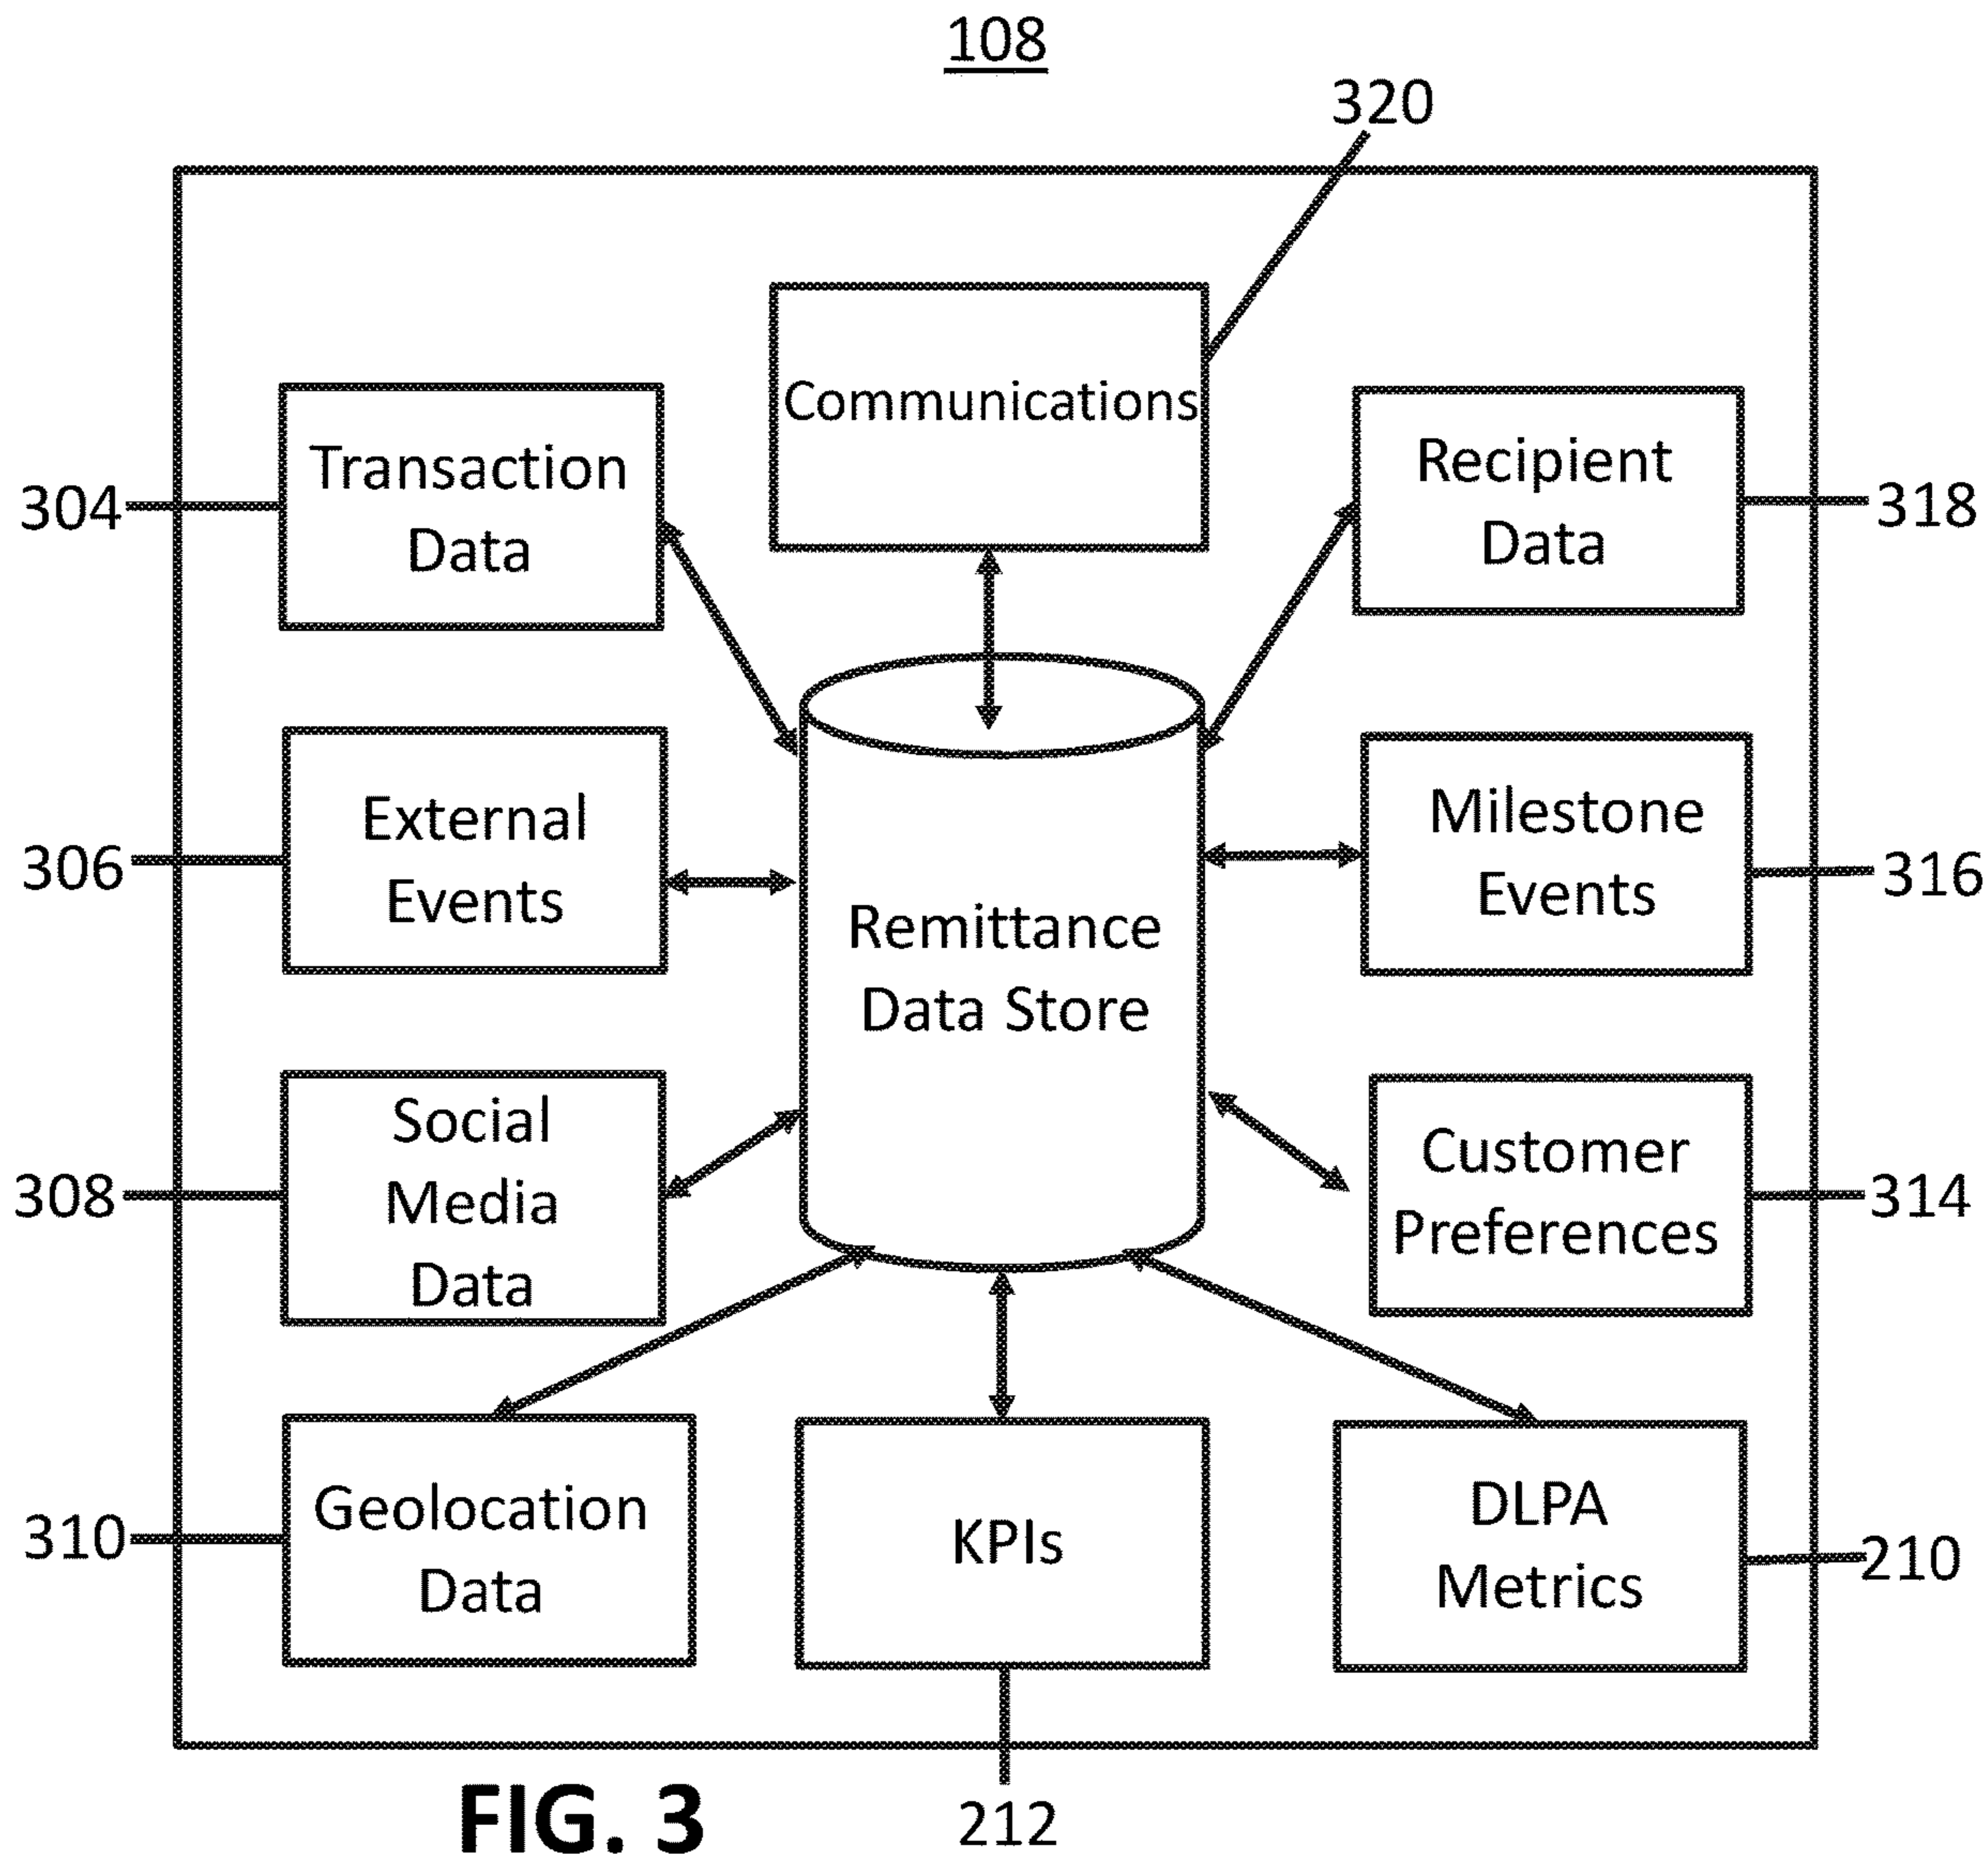 108
320
Communications
304
Transaction
Data
Recipient
Data
318
306
External
Events
Milestone
Events
316
Remittance
Data Store
308
Social
Media
Data
Customer
Preferences
314
310
Geolocation
Data
KPIs
DLPA
Metrics
210
212
FIG. 3